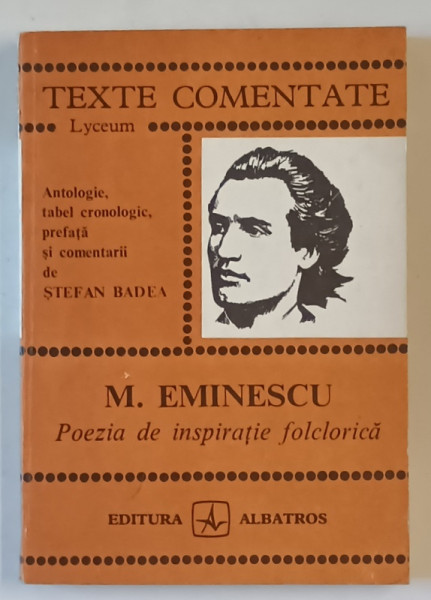 TEXTE COMENTATE
Lyceum
Antologie,
tabel cronologic,
prefață
și comentarii
de
ȘTEFAN BADEA
M. EMINESCU
Poezia de inspirație folclorică
EDITURA ALBATROS